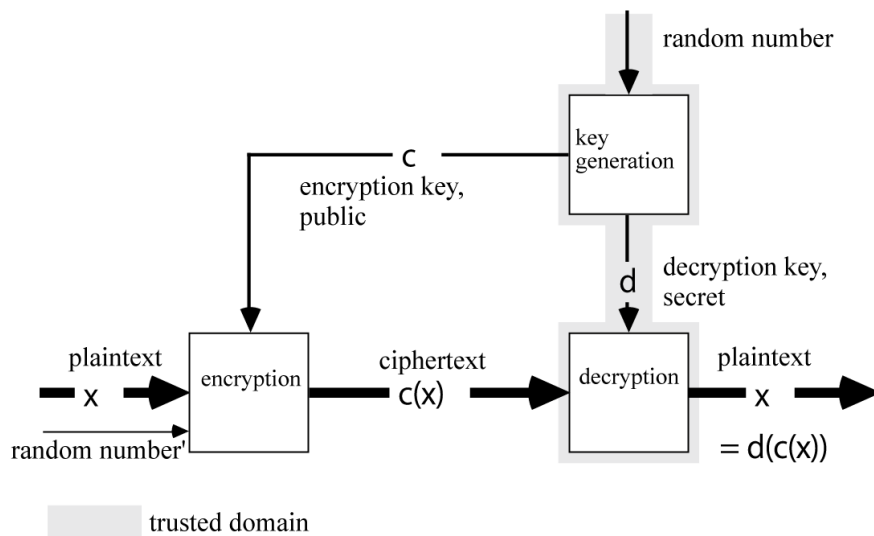 random number
key
generation
c
encryption key,
public
d
decryption key,
secret
plaintext
x
random number'
encryption
ciphertext
c(x)
decryption
plaintext
x
= d(c(x))
trusted domain